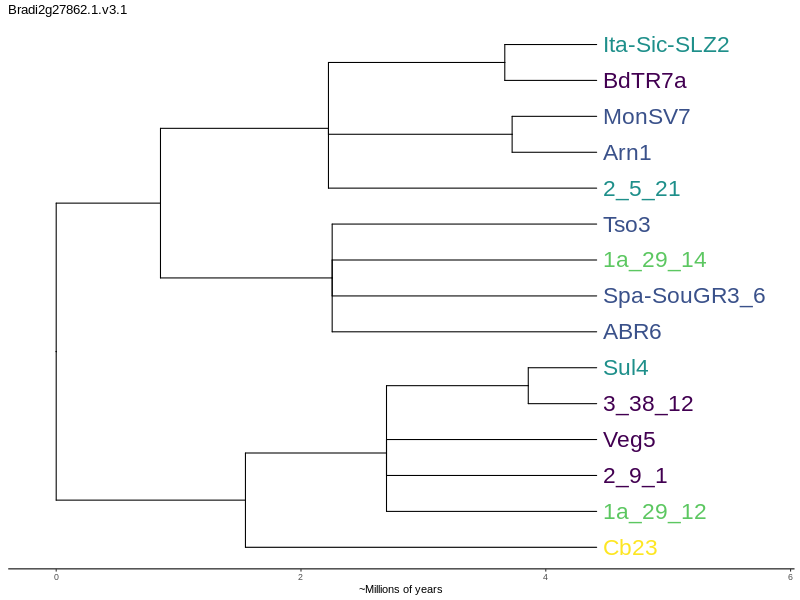 Bradi2g27862.1.v3.1
Ita-Sic-SLZ2
BdTR7a
MonSV7
Arn1
2_5_21
Tso3
1a_29_14
Spa-SouGR3_6
ABR6
Sul4
3_38_12
Veg5
2_9_1
1a_29_12
Cb23
0 2 4 6
~Millions of years